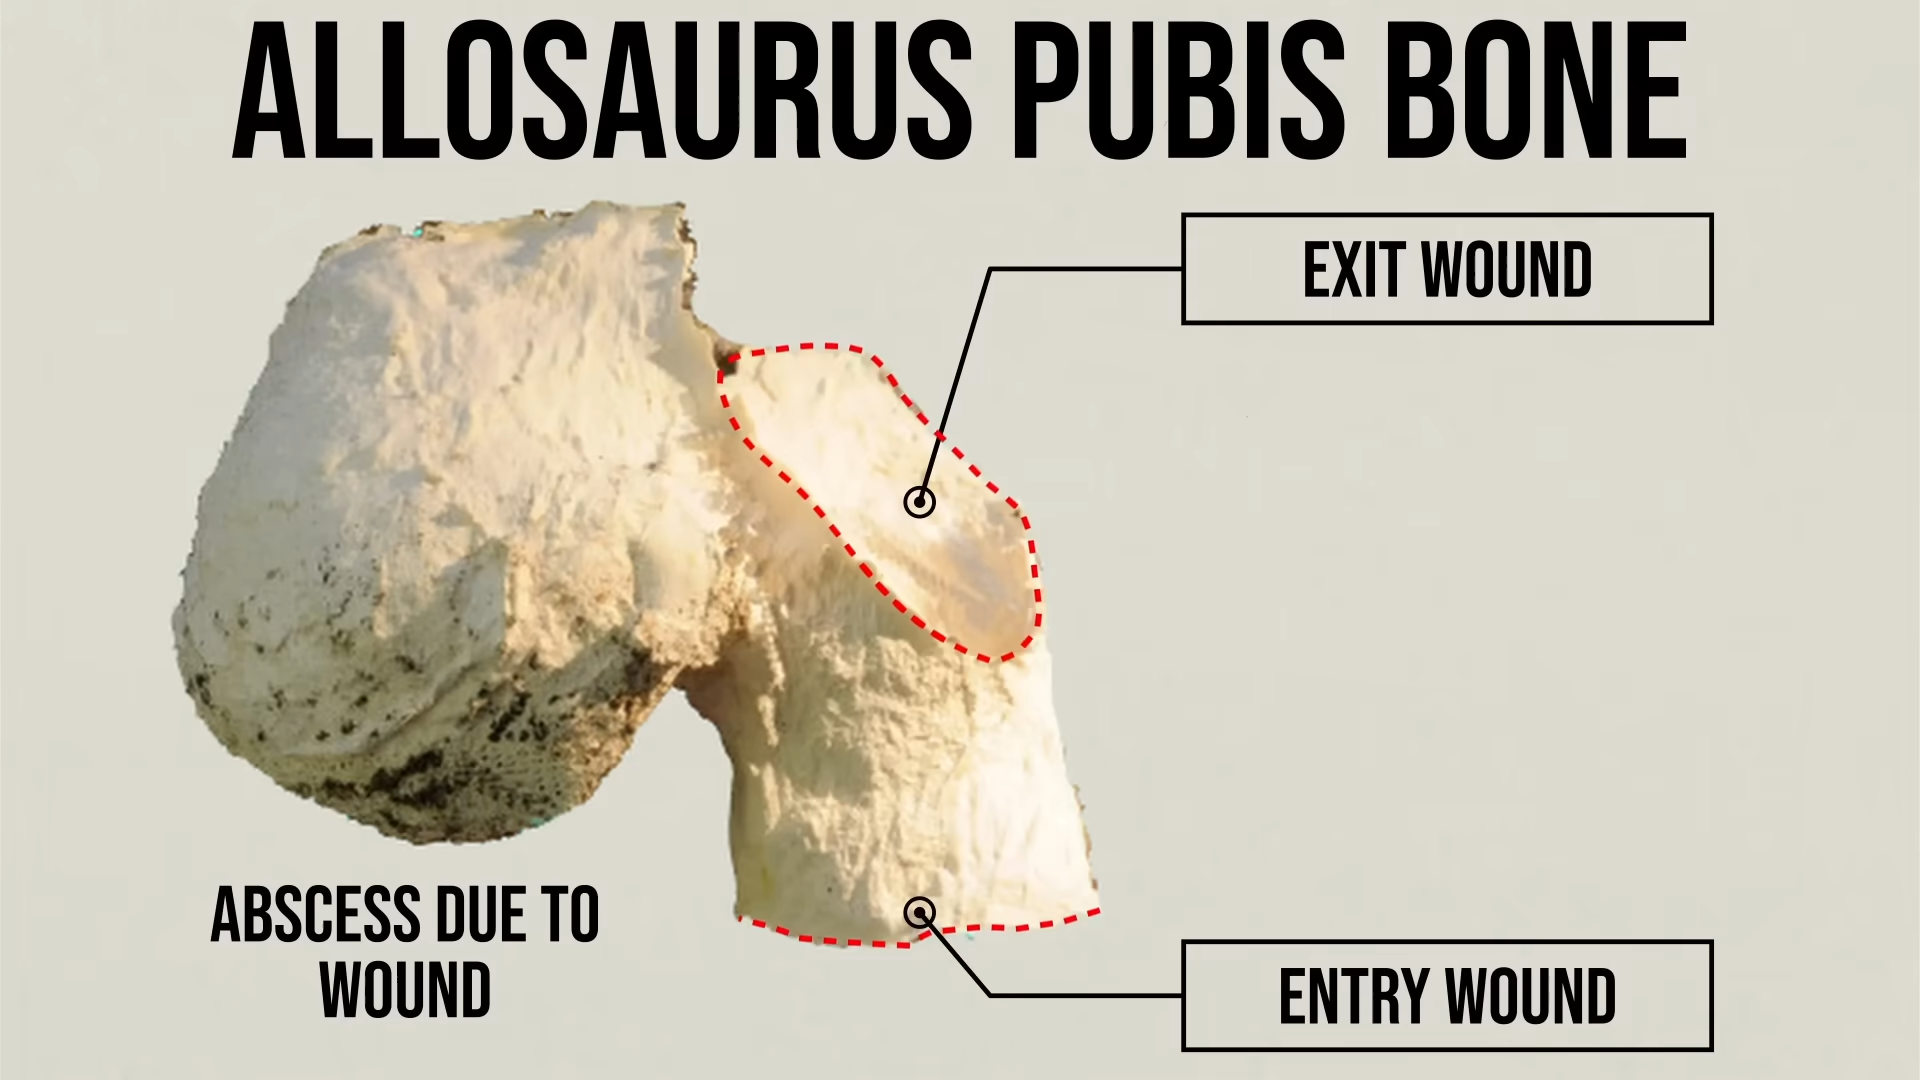 ALLOSAURUS PUBIS BONE
EXIT WOUND
ABSCESS DUE TO
WOUND
ENTRY WOUND